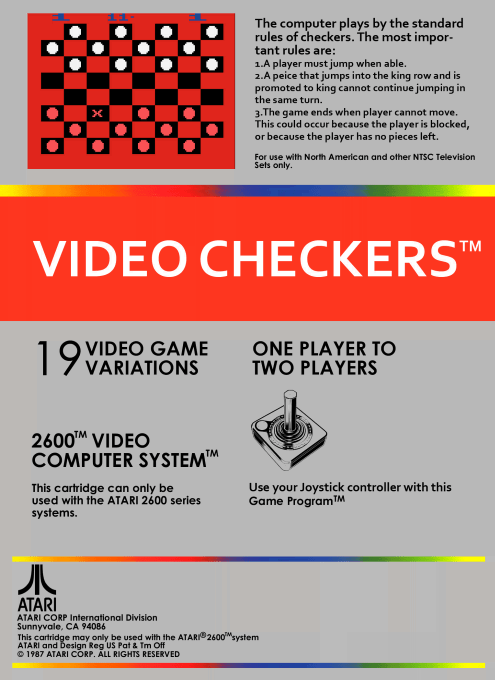 1 11 1
The computer plays by the standard
rules of checkers. The most impor-
tant rules are:
1.A player must jump when able.
2.A peice that jumps into the king row and is
promoted to king cannot continue jumping in
the same turn.
3.The game ends when player cannot move.
This could occur because the player is blocked,
or because the player has no pieces left.
For use with North American and other NTSC Television
Sets only.
VIDEO CHECKERS™
19 VIDEO GAME
VARIATIONS
ONE PLAYER TO
TWO PLAYERS
2600™ VIDEO
COMPUTER SYSTEM™
This cartridge can only be
used with the ATARI 2600 series
systems.
Use your Joystick controller with this
Game Program™
ATARI
ATARI CORP International Division
Sunnyvale, CA 94086
This cartridge may only be used with the ATARI® 2600™system
ATARI and Design Reg US Pat & Tm Off
© 1987 ATARI CORP. ALL RIGHTS RESERVED